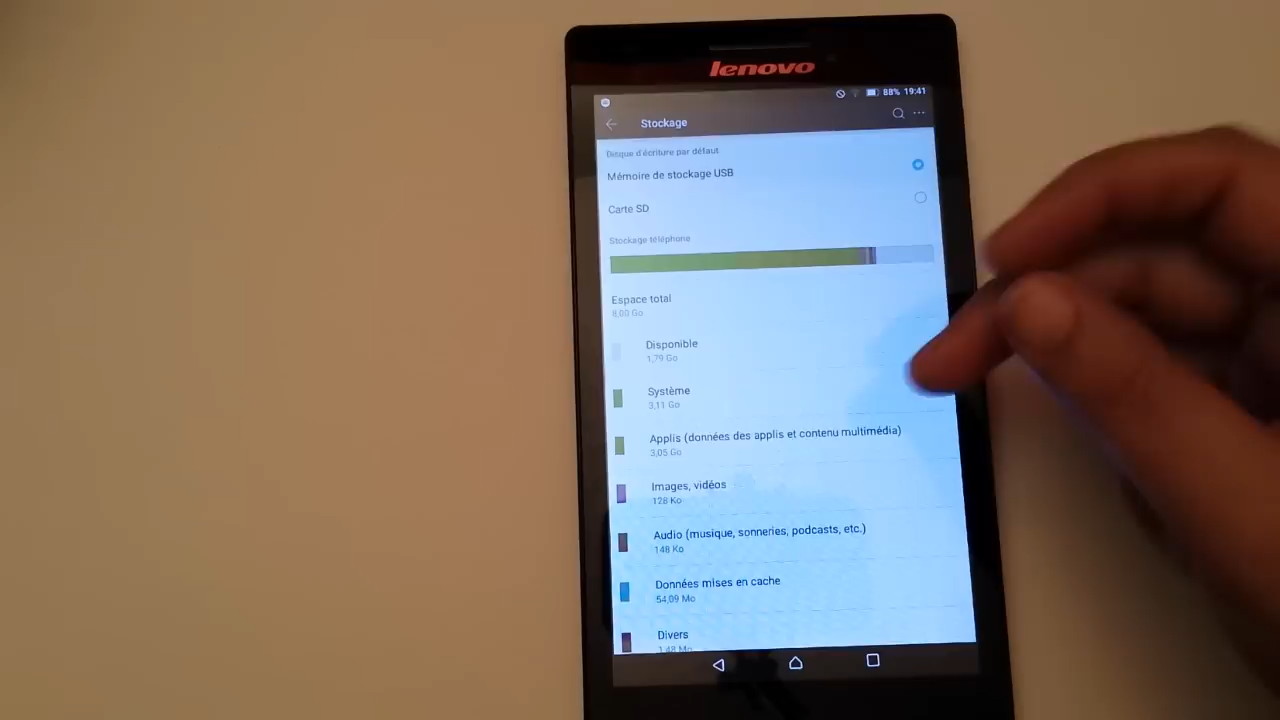 lenovo
88% 19:41
Stockage
Disque d'écriture par défaut
Mémoire de stockage USB
Carte SD
Stockage téléphone
Espace total
8,00 Go
Disponible
1,79 Go
Système
3,11 Go
Applis (données des applis et contenu multimédia)
3,05 Go
Images, vidéos
128 Ko
Audio (musique, sonneries, podcasts, etc.)
148 Ko
Données mises en cache
54,09 Mo
Divers
1,48 Mo